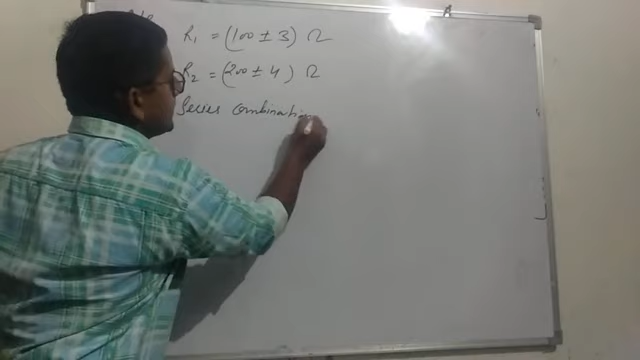 R₁ = (100 ± 3) Ω
R₂ = (200 ± 4) Ω
Series combination